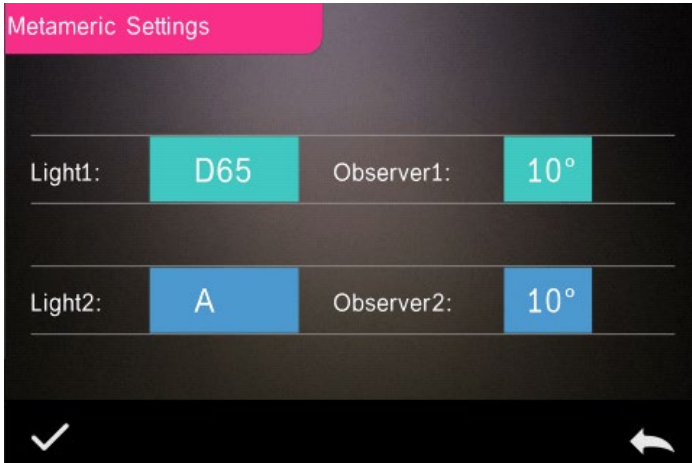 Metameric Settings
Light1: D65 Observer1: 10°
Light2: A Observer2: 10°